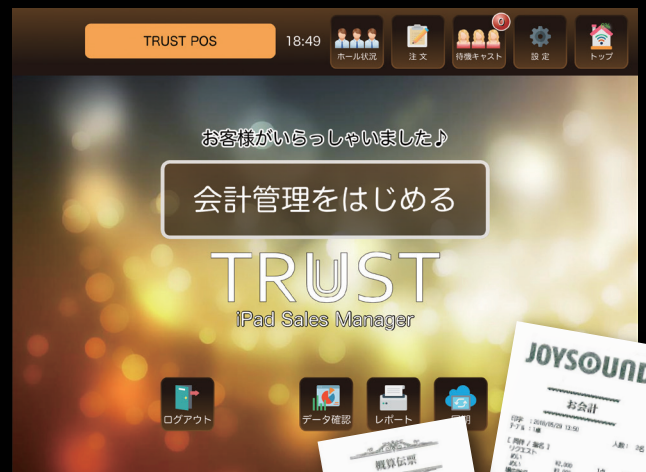 TRUST POS
18:49
ホール状況
注文
0
待機キャスト
設定
トップ
お客様がいらっしゃいました♪
会計管理をはじめる
TRUST
iPad Sales Manager
ログアウト
データ確認
レポート
JOYSOUND
お会計
概算伝票